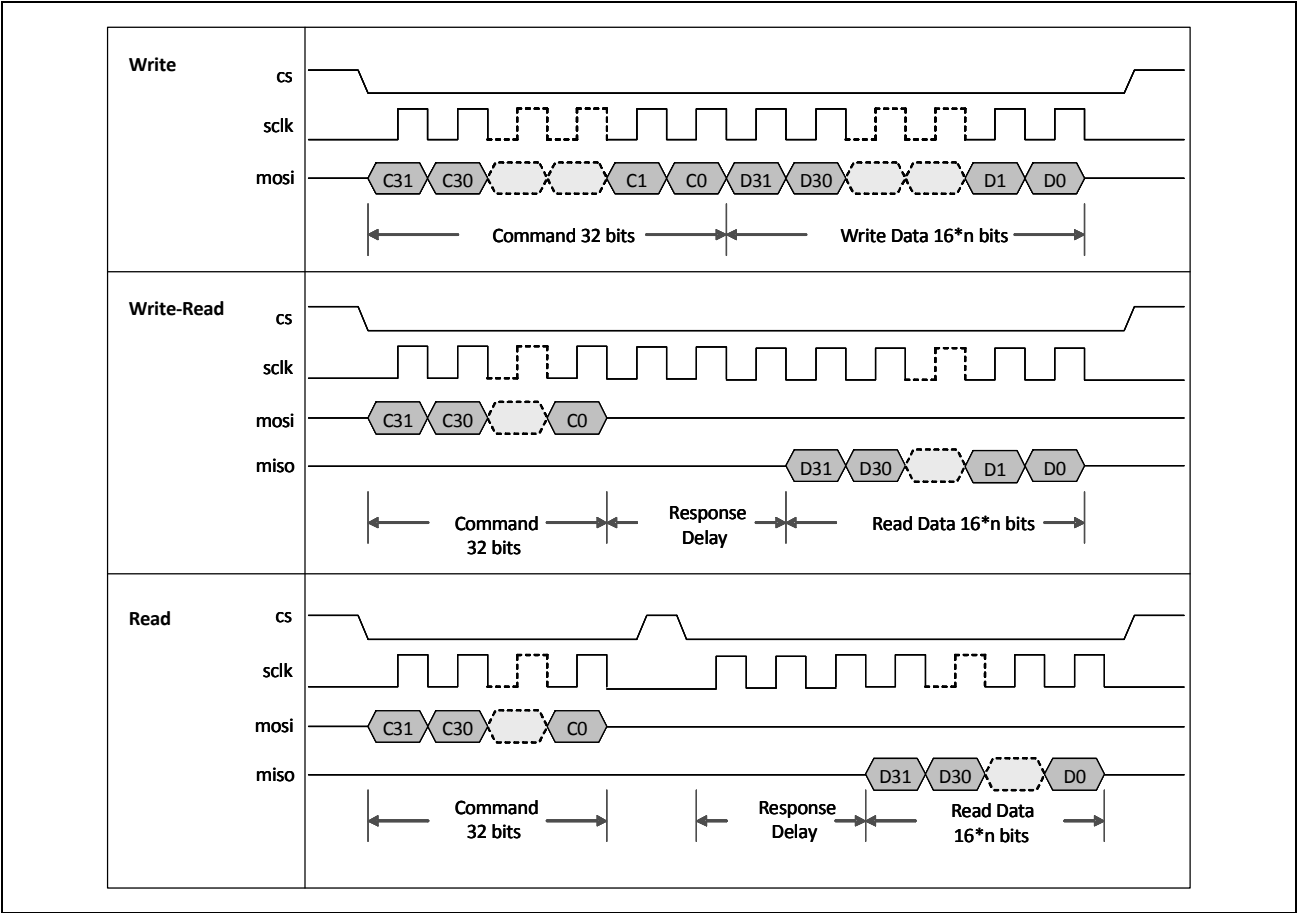 Write
cs
sclk
mosi
C31 C30 C1 C0 D31 D30 D1 D0
Command 32 bits
Write Data 16*n bits
Write-Read
cs
sclk
mosi
C31 C30 C0
miso
D31 D30 D1 D0
Command
32 bits
Response
Delay
Read Data 16*n bits
Read
cs
sclk
mosi
C31 C30 C0
miso
D31 D30 D0
Command
32 bits
Response
Delay
Read Data
16*n bits